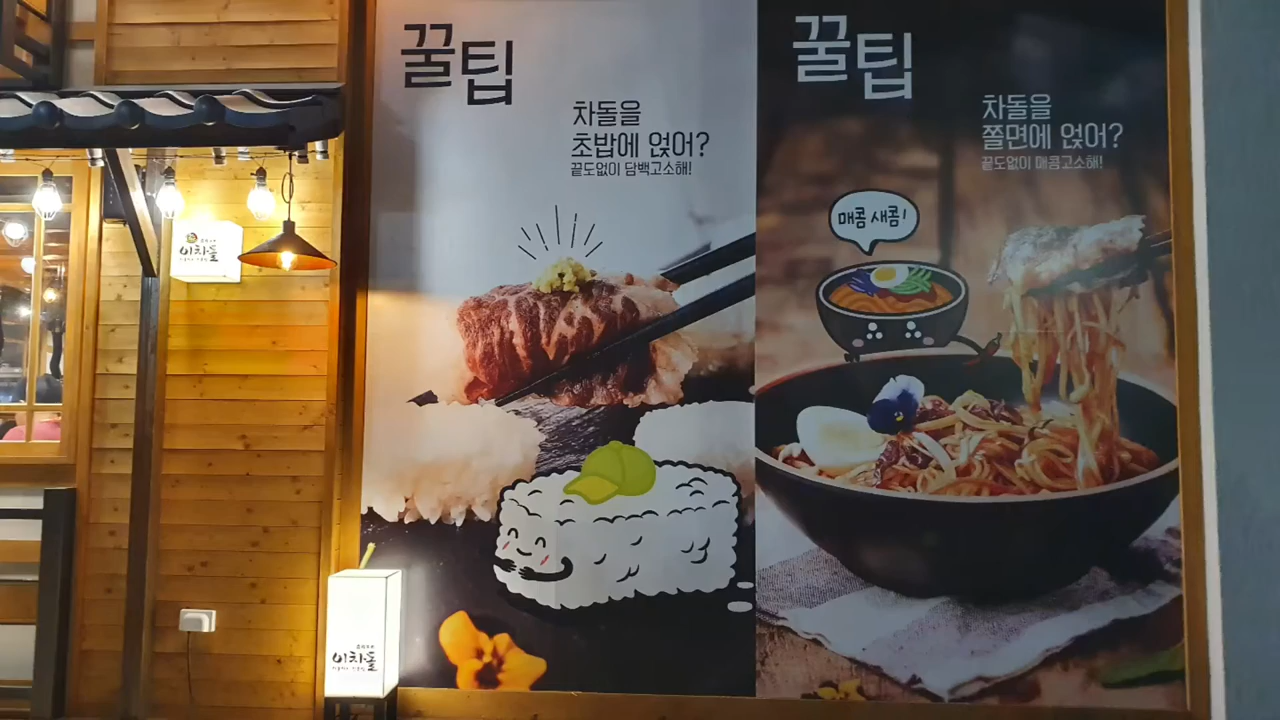 꿀팁
차돌을
초밥에 얹어?
끝도없이 담백고소해!
꿀팁
차돌을
쫄면에 얹어?
끝도없이 매콤고소해!
매콤 새콤!
이차돌
이차돌